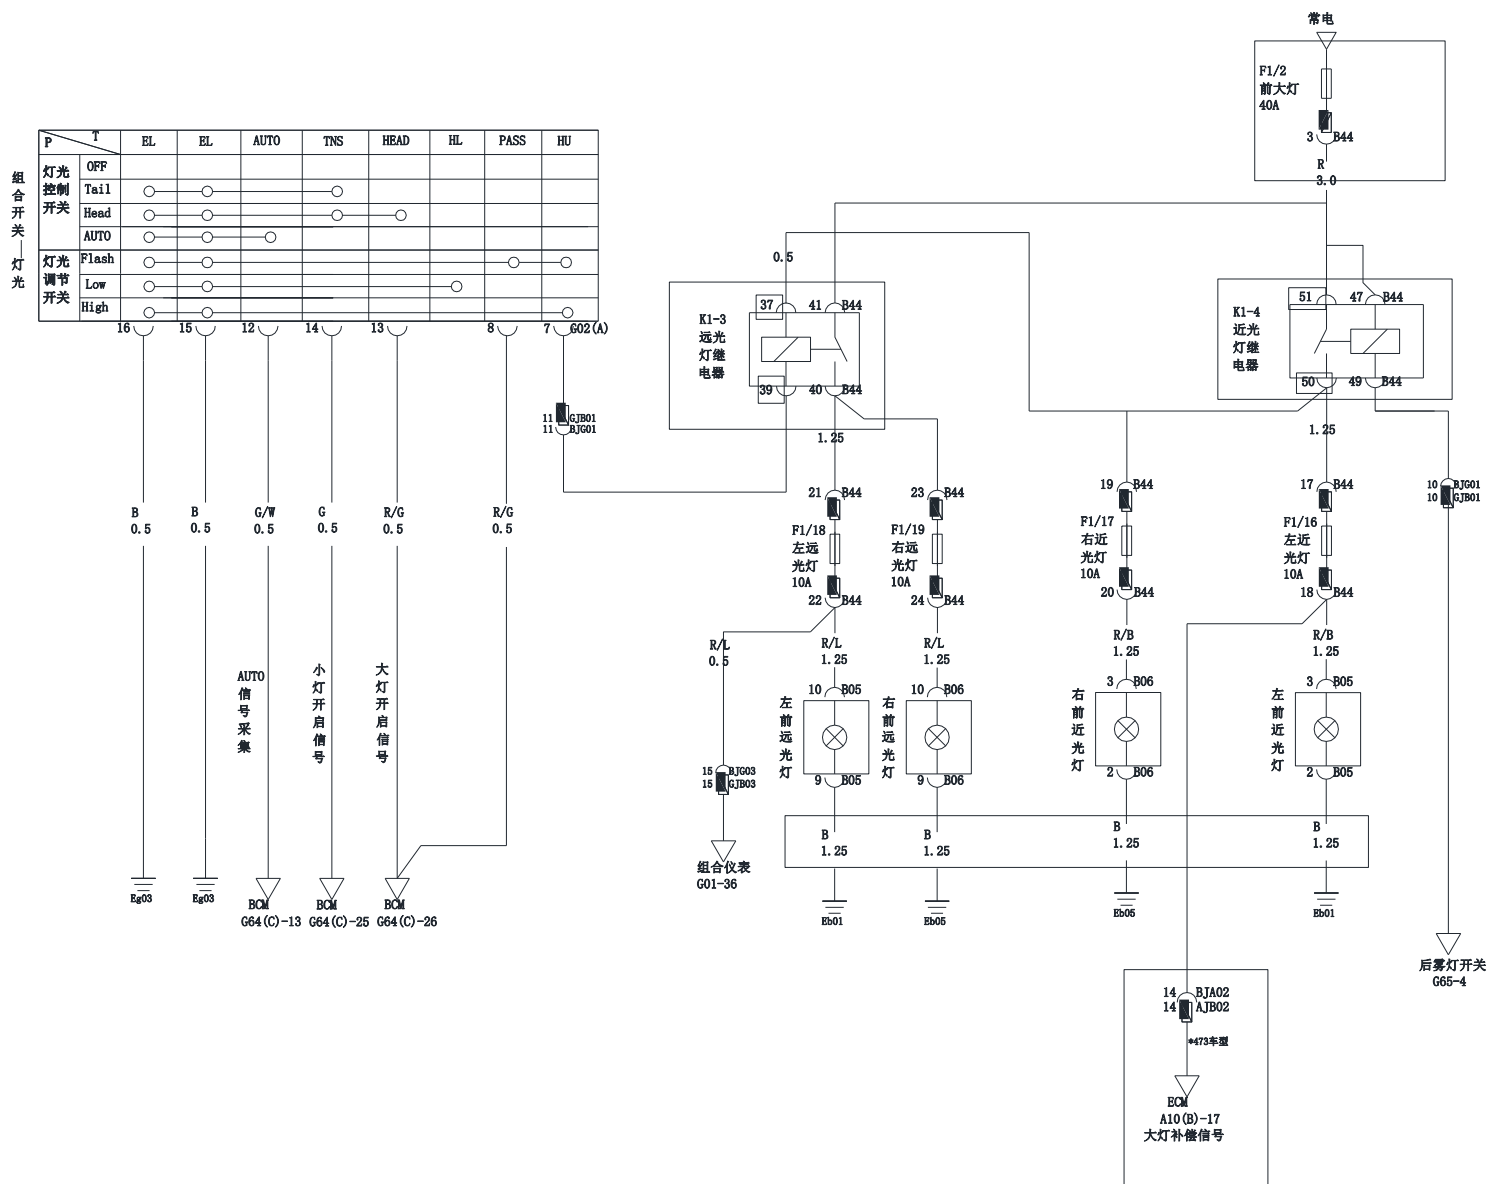 常电
F1/2
前大灯
40A
3 B44
R
3.0
组合开关—灯光
P T EL EL AUTO TNS HEAD HL PASS HU
灯光控制开关
OFF
Tail
Head
AUTO
灯光调节开关
Flash
Low
High
16 15 12 14 13 8 7 G02(A)
11 GJB01
11 BJG01
B
0.5
B
0.5
G/W
0.5
G
0.5
R/G
0.5
R/G
0.5
AUTO信号采集
小灯开启信号
大灯开启信号
Eg03
Eg03
BCM
G64(C)-13
BCM
G64(C)-25
BCM
G64(C)-26
0.5
37 41 B44
K1-3
远光
灯继
电器
39 40 B44
1.25
51 47 B44
K1-4
近光
灯继
电器
50 49 B44
1.25
21 B44
F1/18
左远
光灯
10A
22 B44
23 B44
F1/19
右远
光灯
10A
24 B44
19 B44
F1/17
右近
光灯
10A
20 B44
17 B44
F1/16
左近
光灯
10A
18 B44
10 BJG01
10 GJB01
R/L
0.5
R/L
1.25
R/L
1.25
R/B
1.25
R/B
1.25
10 B05
左前远光灯
9 B05
10 B06
右前远光灯
9 B06
3 B06
右前近光灯
2 B06
3 B05
左前近光灯
2 B05
15 BJG03
15 GJB03
组合仪表
G01-36
B
1.25
B
1.25
B
1.25
B
1.25
Eb01
Eb05
Eb05
Eb01
后雾灯开关
G65-4
14 BJA02
14 AJB02
*473车型
ECM
A10(B)-17
大灯补偿信号